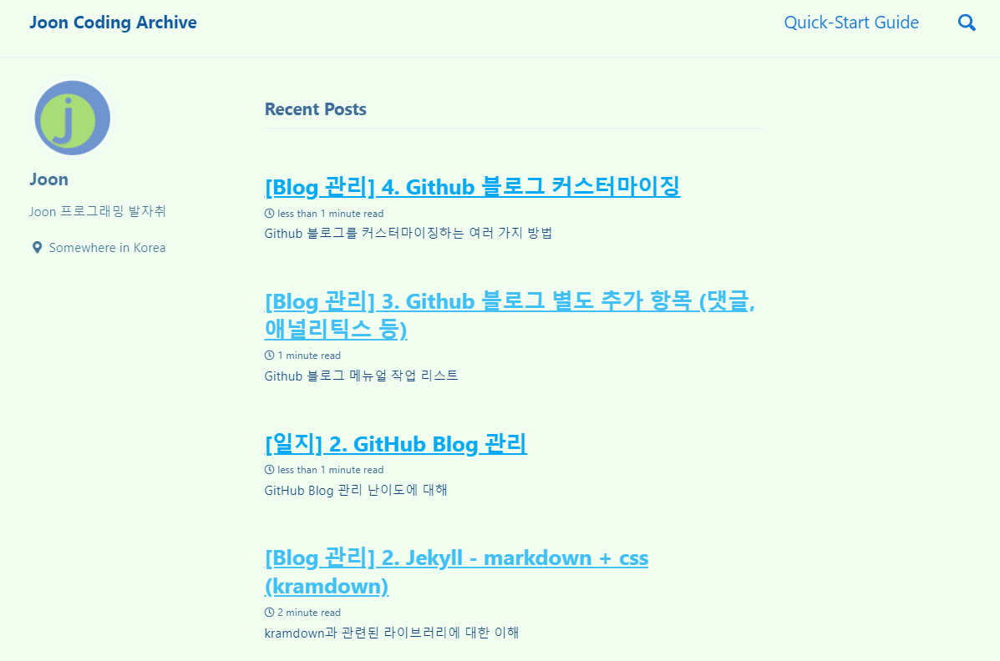 Joon Coding Archive
Quick-Start Guide
j
Joon
Joon 프로그래밍 발자취
Somewhere in Korea
Recent Posts
[Blog 관리] 4. Github 블로그 커스터마이징
less than 1 minute read
Github 블로그를 커스터마이징하는 여러 가지 방법
[Blog 관리] 3. Github 블로그 별도 추가 항목 (댓글,
애널리틱스 등)
1 minute read
Github 블로그 메뉴얼 작업 리스트
[일지] 2. GitHub Blog 관리
less than 1 minute read
GitHub Blog 관리 난이도에 대해
[Blog 관리] 2. Jekyll - markdown + css
(kramdown)
2 minute read
kramdown과 관련된 라이브러리에 대한 이해